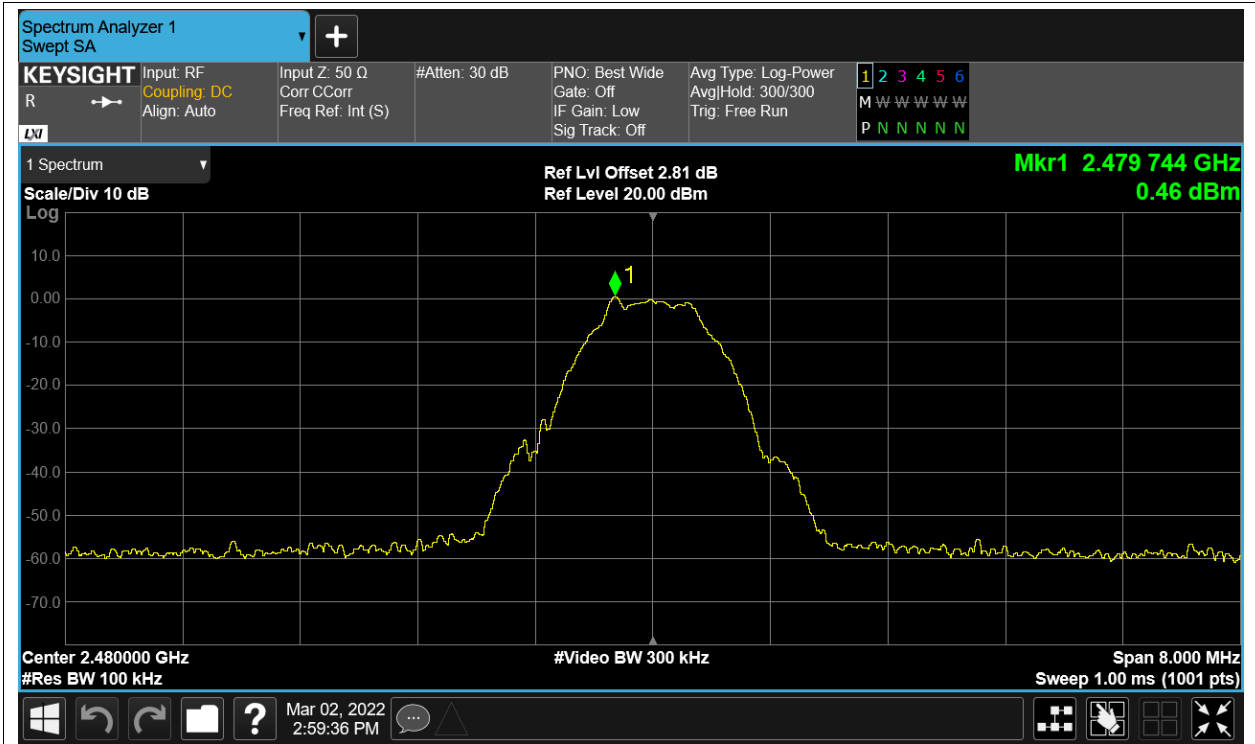 Spectrum Analyzer 1
Swept SA
KEYSIGHT
R
LXI
Input: RF
Coupling: DC
Align: Auto
Input Z: 50 Ω
Corr CCorr
Freq Ref: Int (S)
#Atten: 30 dB
PNO: Best Wide
Gate: Off
IF Gain: Low
Sig Track: Off
Avg Type: Log-Power
Avg|Hold: 300/300
Trig: Free Run
1 2 3 4 5 6
M W W W W W
P N N N N N
1 Spectrum
Scale/Div 10 dB
Log
Ref Lvl Offset 2.81 dB
Ref Level 20.00 dBm
Mkr1 2.479 744 GHz
0.46 dBm
1
10.0
0.00
-10.0
-20.0
-30.0
-40.0
-50.0
-60.0
-70.0
Center 2.480000 GHz
#Video BW 300 kHz
Span 8.000 MHz
#Res BW 100 kHz
Sweep 1.00 ms (1001 pts)
?
Mar 02, 2022
2:59:36 PM